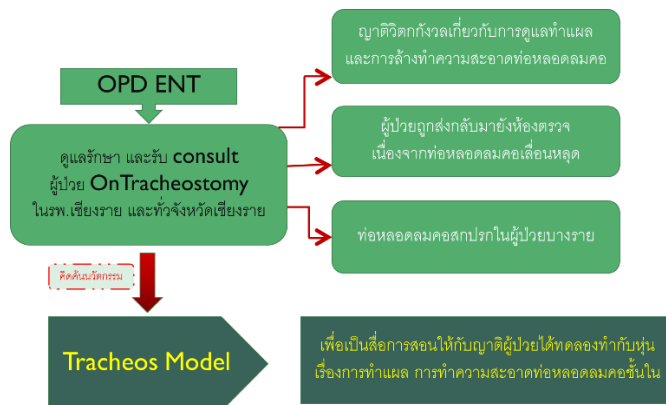 OPD ENT
ดูแลรักษา และรับ consult
ผู้ป่วย OnTracheostomy
ในรพ.เชียงราย และทั่วจังหวัดเชียงราย
ญาติวิตกกังวลเกี่ยวกับการดูแลทำแผล
และการล้างทำความสะอาดท่อหลอดลมคอ
ผู้ป่วยถูกส่งกลับมายังห้องตรวจ
เนื่องจากท่อหลอดลมคอเลื่อนหลุด
ท่อหลอดลมคอสกปรกในผู้ป่วยบางราย
คิดค้นนวัตกรรม
Tracheos Model
เพื่อเป็นสื่อการสอนให้กับญาติผู้ป่วยได้ทดลองทำกับหุ่น
เรื่องการทำแผล การทำความสะอาดท่อหลอดลมคอชั้นใน